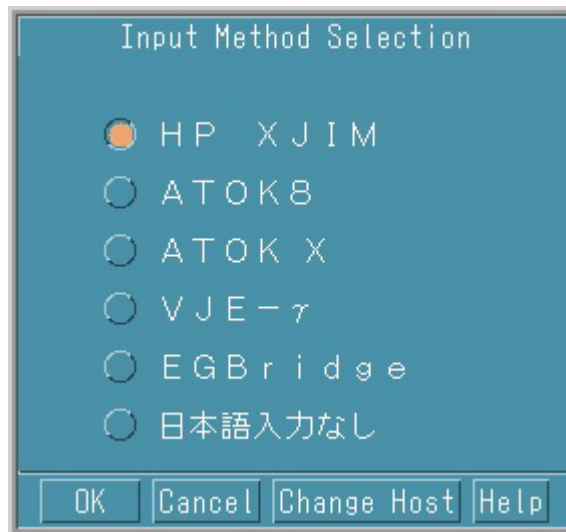 Input Method Selection
ＨＰ　ＸＪＩＭ
ＡＴＯＫ８
ＡＴＯＫ　Ｘ
ＶＪＥ－γ
ＥＧＢｒｉｄｇｅ
日本語入力なし
OK Cancel Change Host Help